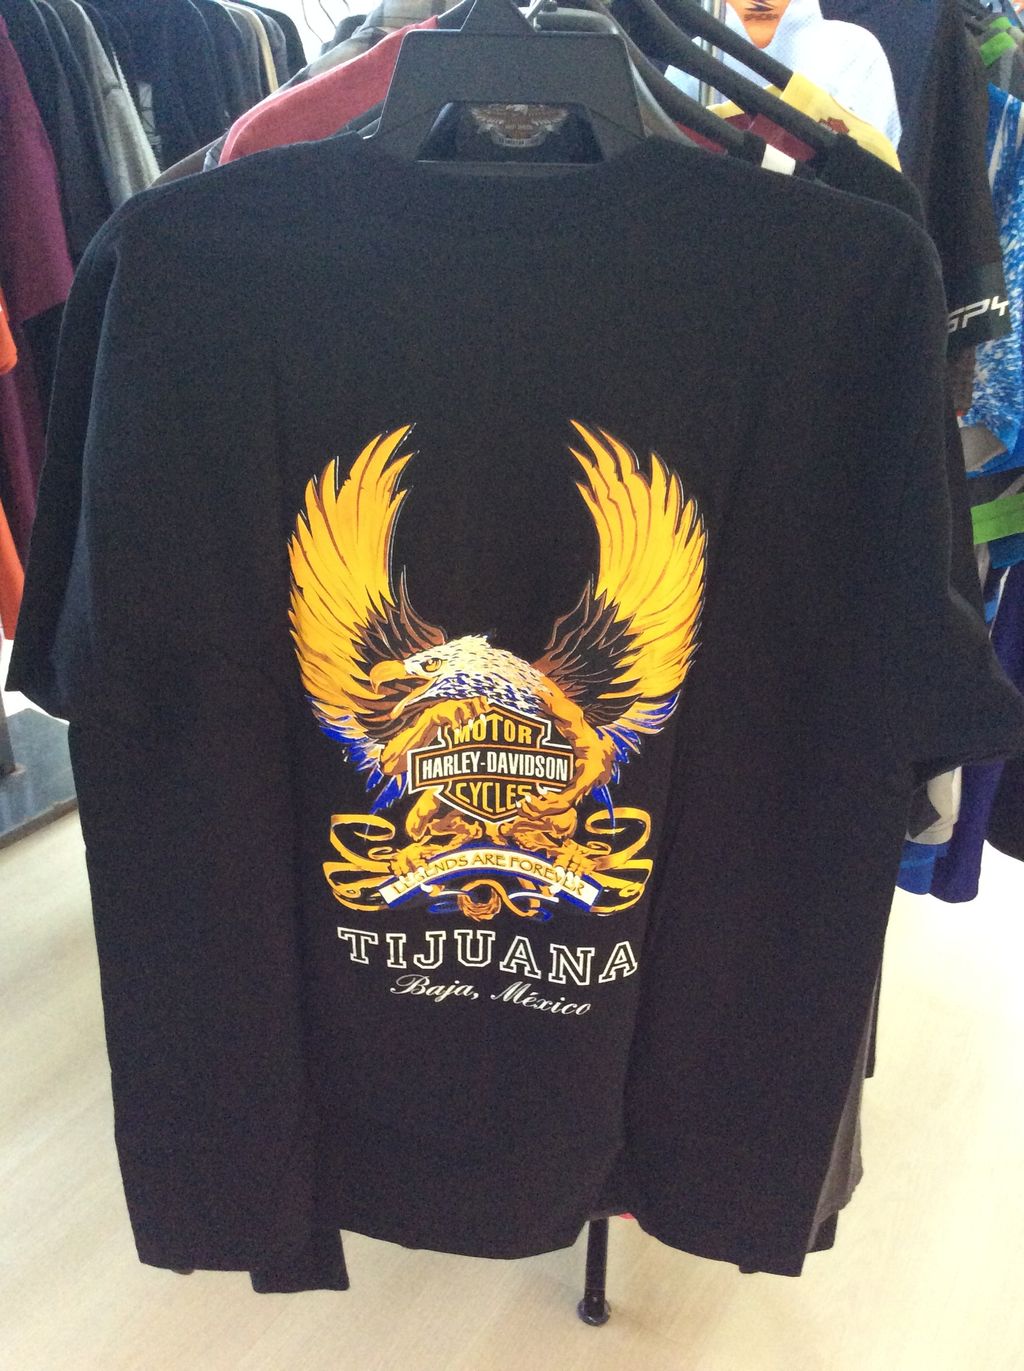 MOTOR
HARLEY-DAVIDSON
CYCLES
LEGENDS ARE FOREVER
TIJUANA
Baja, México